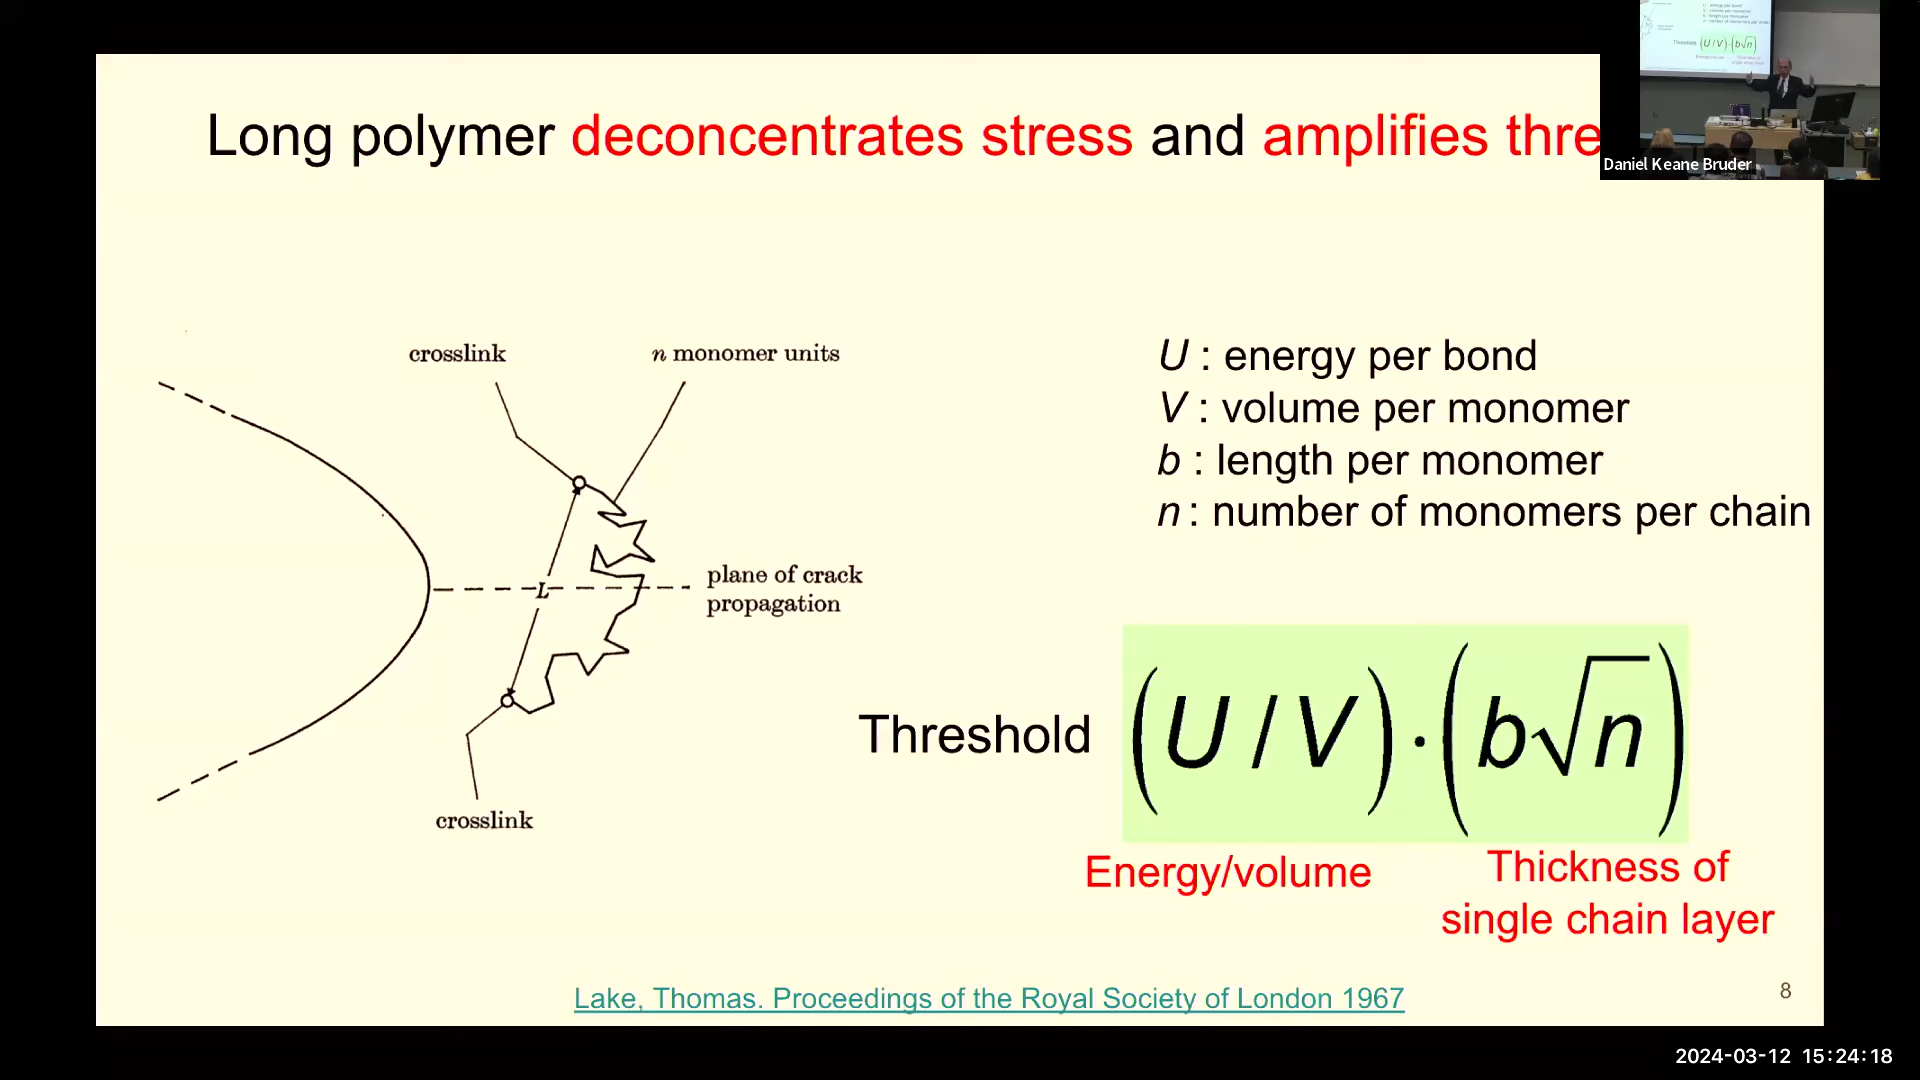 Long polymer deconcentrates stress and amplifies thre
Daniel Keane Bruder
crosslink
n monomer units
L
plane of crack
propagation
crosslink
U : energy per bond
V : volume per monomer
b : length per monomer
n : number of monomers per chain
Threshold (U / V) · (b√n)
Energy/volume
Thickness of
single chain layer
Lake, Thomas. Proceedings of the Royal Society of London 1967
8
2024-03-12 15:24:18